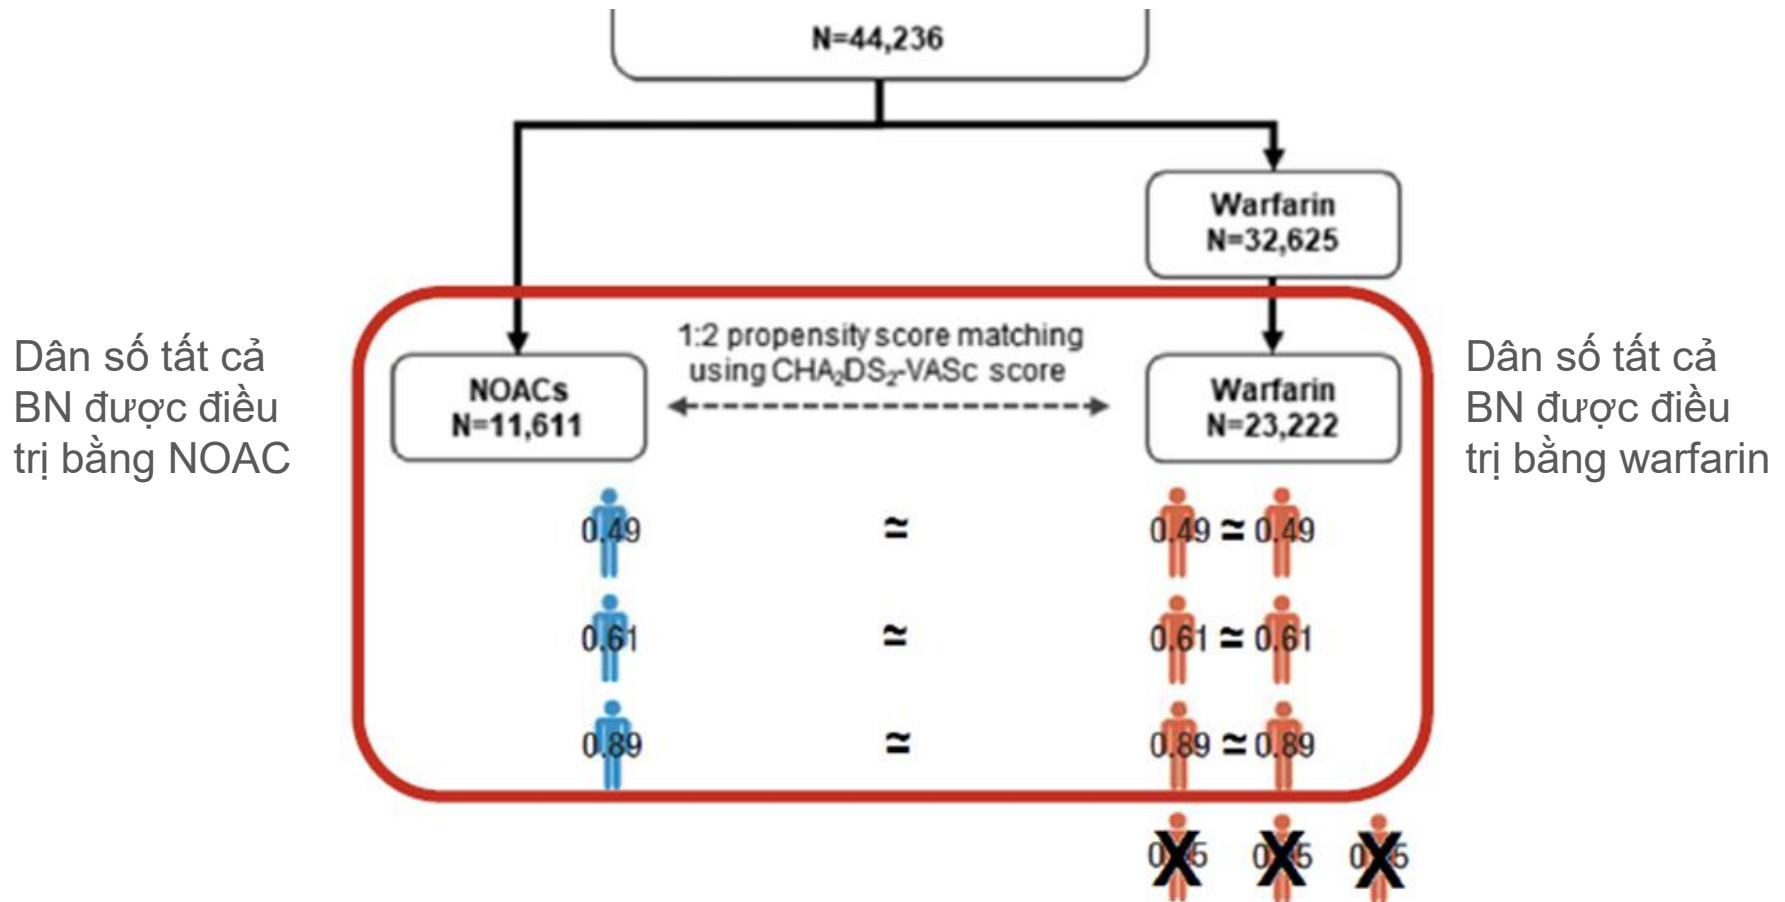 N=44,236
Warfarin
N=32,625
Dân số tất cả
BN được điều
trị bằng NOAC
1:2 propensity score matching
using CHA₂DS₂-VASc score
NOACs
N=11,611
Warfarin
N=23,222
Dân số tất cả
BN được điều
trị bằng warfarin
0.49 ≃ 0.49 ≃ 0.49
0.61 ≃ 0.61 ≃ 0.61
0.89 ≃ 0.89 ≃ 0.89
X X X